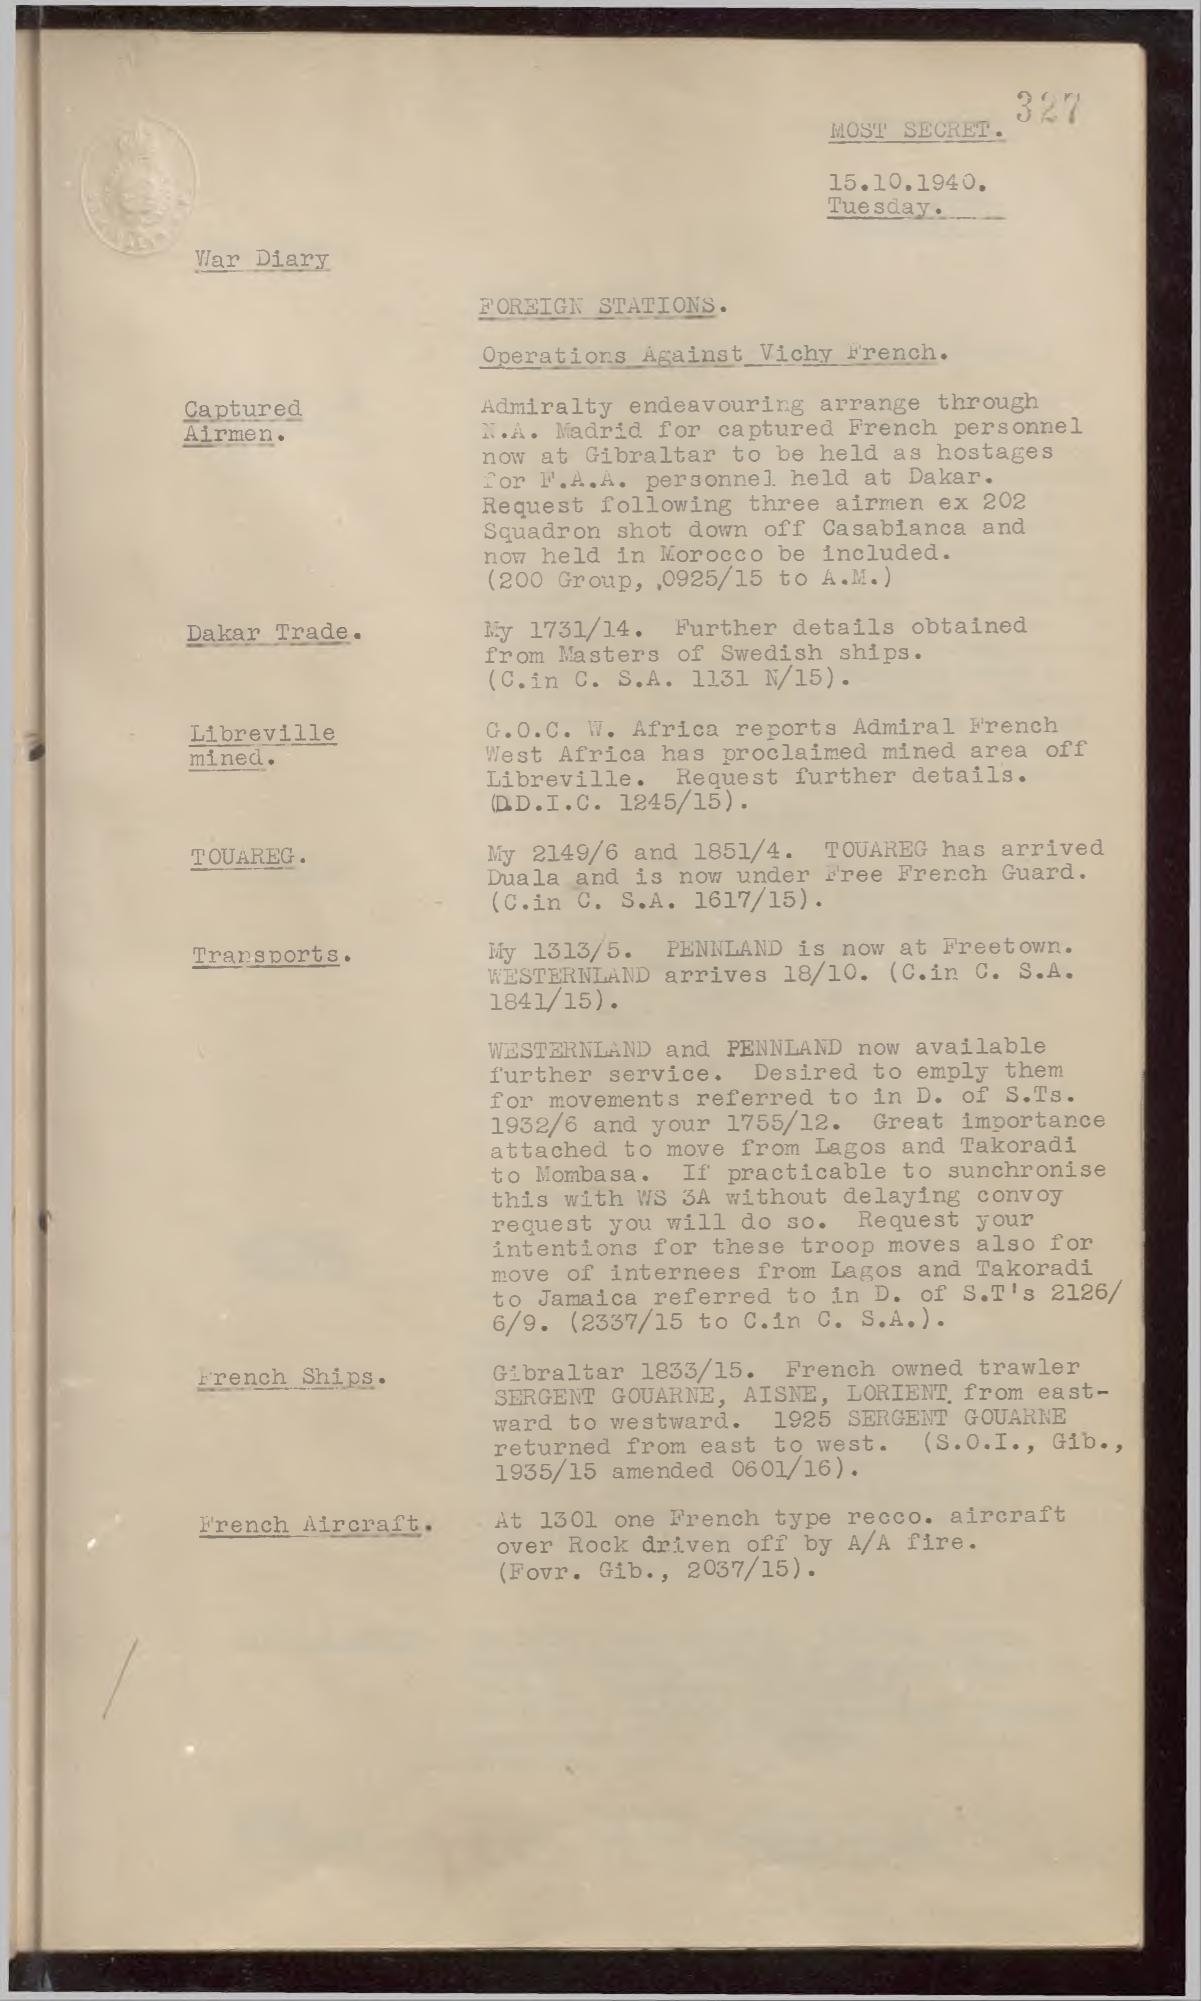 327
MOST SECRET.
15.10.1940.
Tuesday.
War Diary
FOREIGN STATIONS.
Operations Against Vichy French.
Captured
Airmen.
Admiralty endeavouring arrange through
N.A. Madrid for captured French personnel
now at Gibraltar to be held as hostages
for F.A.A. personnel held at Dakar.
Request following three airmen ex 202
Squadron shot down off Casablanca and
now held in Morocco be included.
(200 Group, ,0925/15 to A.M.)
Dakar Trade.
My 1731/14. Further details obtained
from Masters of Swedish ships.
(C.in C. S.A. 1131 N/15).
Libreville
mined.
G.O.C. W. Africa reports Admiral French
West Africa has proclaimed mined area off
Libreville. Request further details.
(D.D.I.C. 1245/15).
TOUAREG.
My 2149/6 and 1851/4. TOUAREG has arrived
Duala and is now under Free French Guard.
(C.in C. S.A. 1617/15).
Transports.
My 1313/5. PENNLAND is now at Freetown.
WESTERNLAND arrives 18/10. (C.in C. S.A.
1841/15).
WESTERNLAND and PENNLAND now available
further service. Desired to emply them
for movements referred to in D. of S.Ts.
1932/6 and your 1755/12. Great importance
attached to move from Lagos and Takoradi
to Mombasa. If practicable to sunchronise
this with WS 3A without delaying convoy
request you will do so. Request your
intentions for these troop moves also for
move of internees from Lagos and Takoradi
to Jamaica referred to in D. of S.T's 2126/
6/9. (2337/15 to C.in C. S.A.).
French Ships.
Gibraltar 1833/15. French owned trawler
SERGENT GOUARNE, AISNE, LORIENT. from east-
ward to westward. 1925 SERGENT GOUARNE
returned from east to west. (S.O.I., Gib.,
1935/15 amended 0601/16).
French Aircraft.
At 1301 one French type recco. aircraft
over Rock driven off by A/A fire.
(Fovr. Gib., 2037/15).